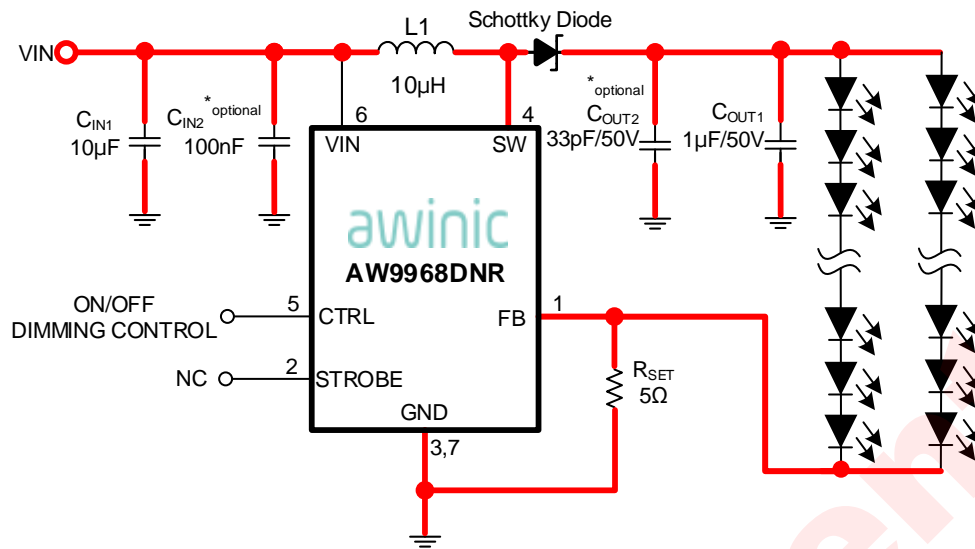 Schottky Diode
L1
VIN
10µH
CIN1
10µF
CIN2 *optional
100nF
6
4
*optional
COUT2
33pF/50V
COUT1
1µF/50V
VIN
SW
awinic
AW9968DNR
ON/OFF
DIMMING CONTROL
5
CTRL
FB
1
NC
2
STROBE
RSET
5Ω
GND
3,7